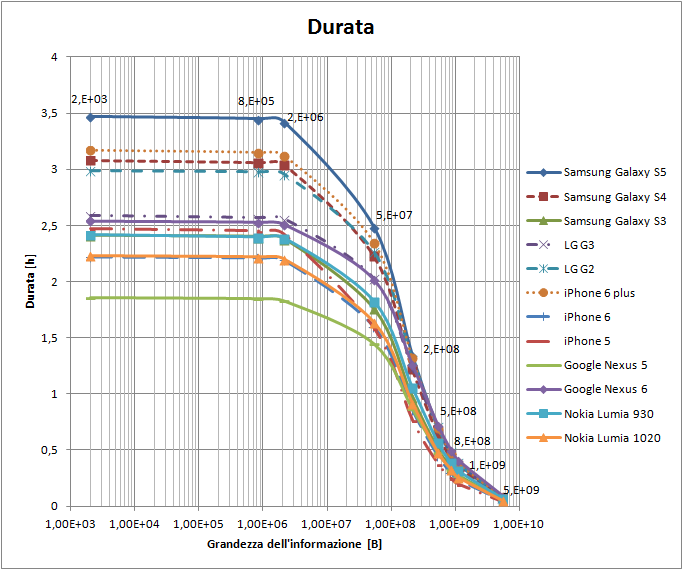 Durata
4
3,5
3
2,5
2
1,5
1
0,5
0
Durata [h]
2,E+03
8,E+05
2,E+06
5,E+07
2,E+08
5,E+08
8,E+08
1,E+09
5,E+09
1,00E+03 1,00E+04 1,00E+05 1,00E+06 1,00E+07 1,00E+08 1,00E+09 1,00E+10
Grandezza dell'informazione [B]
Samsung Galaxy S5
Samsung Galaxy S4
Samsung Galaxy S3
LG G3
LG G2
iPhone 6 plus
iPhone 6
iPhone 5
Google Nexus 5
Google Nexus 6
Nokia Lumia 930
Nokia Lumia 1020